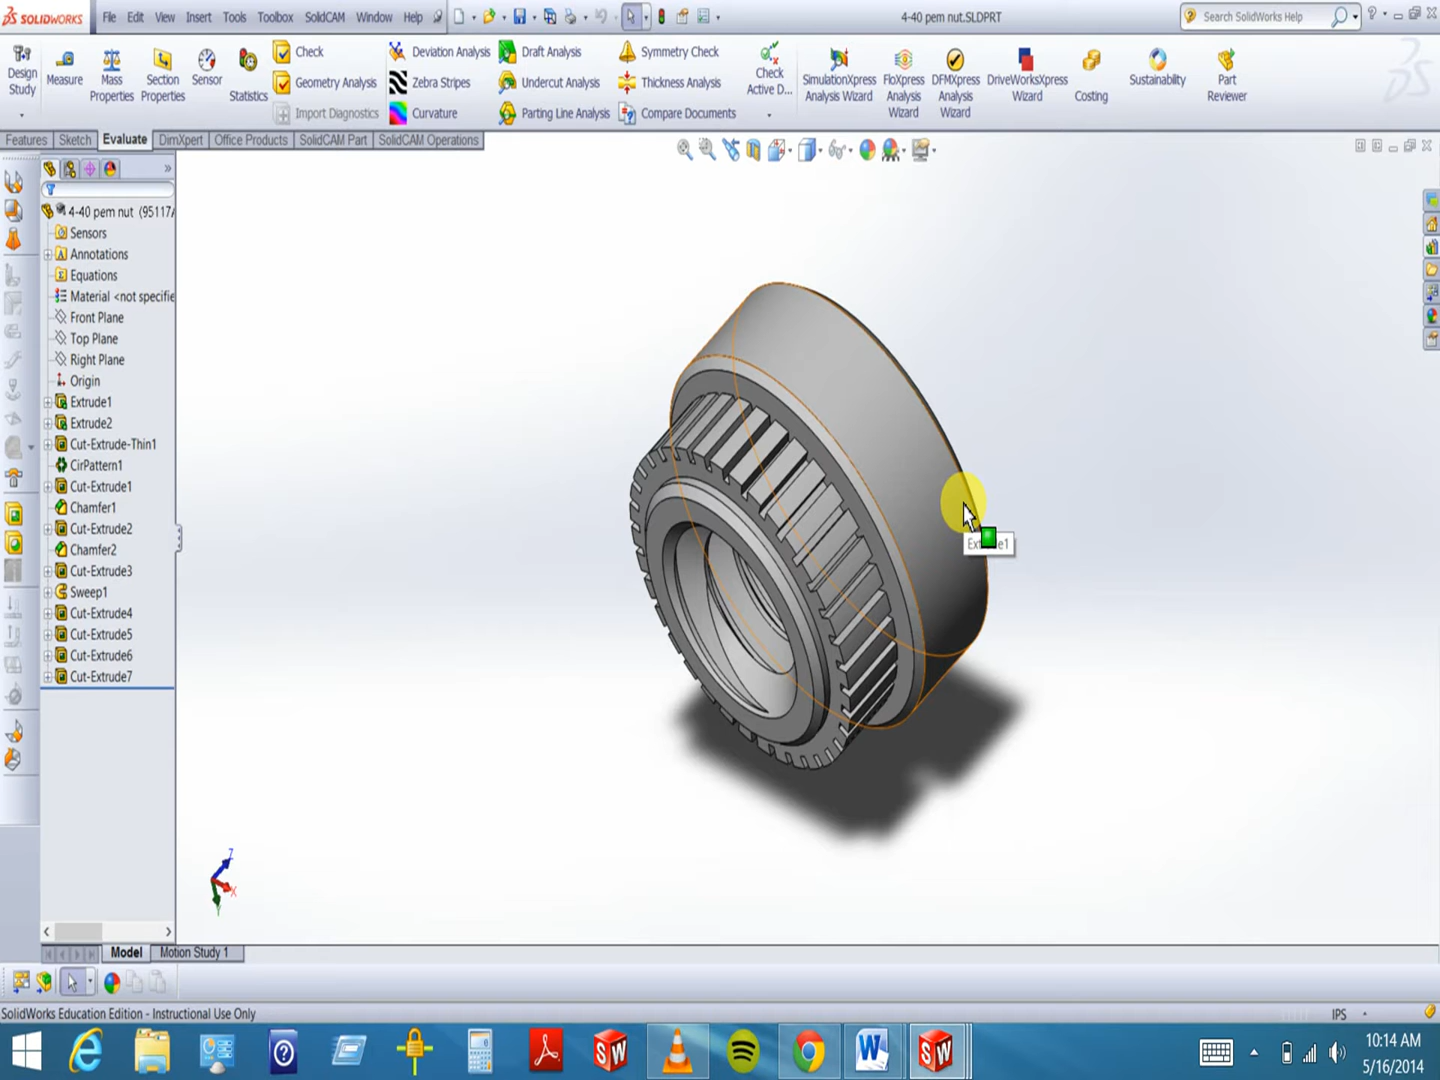 SOLIDWORKS File Edit View Insert Tools Toolbox SolidCAM Window Help 4-40 pem nut.SLDPRT Search SolidWorks Help
Design Study
Measure
Mass Properties
Section Properties
Sensor
Statistics
Check
Geometry Analysis
Import Diagnostics
Deviation Analysis
Zebra Stripes
Curvature
Draft Analysis
Undercut Analysis
Parting Line Analysis
Symmetry Check
Thickness Analysis
Compare Documents
Check Active D...
SimulationXpress Analysis Wizard
FloXpress Analysis Wizard
DFMXpress Analysis Wizard
DriveWorksXpress Wizard
Costing
Sustainability
Part Reviewer
Features Sketch Evaluate DimXpert Office Products SolidCAM Part SolidCAM Operations
4-40 pem nut (95117
Sensors
Annotations
Equations
Material <not specifie
Front Plane
Top Plane
Right Plane
Origin
Extrude1
Extrude2
Cut-Extrude-Thin1
CirPattern1
Cut-Extrude1
Chamfer1
Cut-Extrude2
Chamfer2
Cut-Extrude3
Sweep1
Cut-Extrude4
Cut-Extrude5
Cut-Extrude6
Cut-Extrude7
Z
X
Y
Model Motion Study 1
SolidWorks Education Edition - Instructional Use Only IPS
10:14 AM
5/16/2014